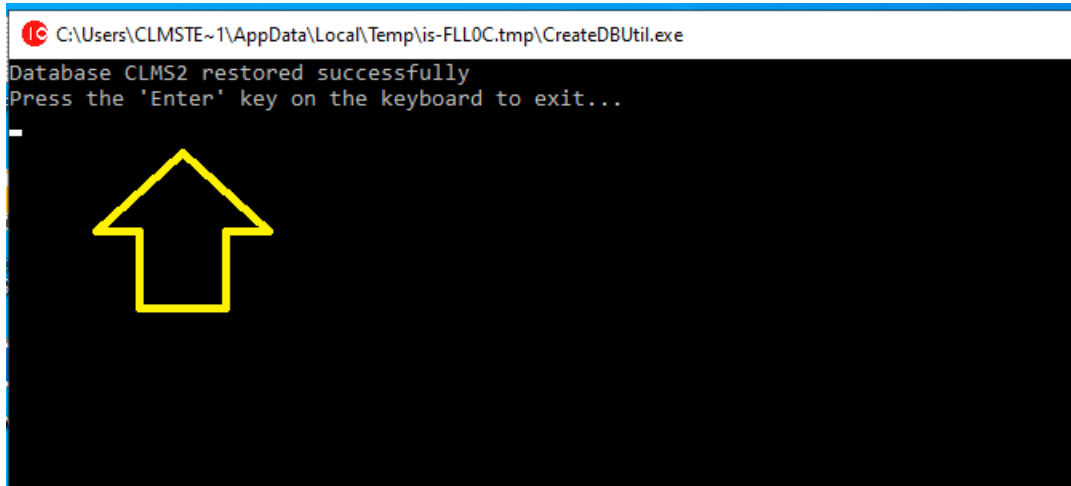 C:\Users\CLMSTE~1\AppData\Local\Temp\is-FLL0C.tmp\CreateDBUtil.exe
Database CLMS2 restored successfully
Press the 'Enter' key on the keyboard to exit...